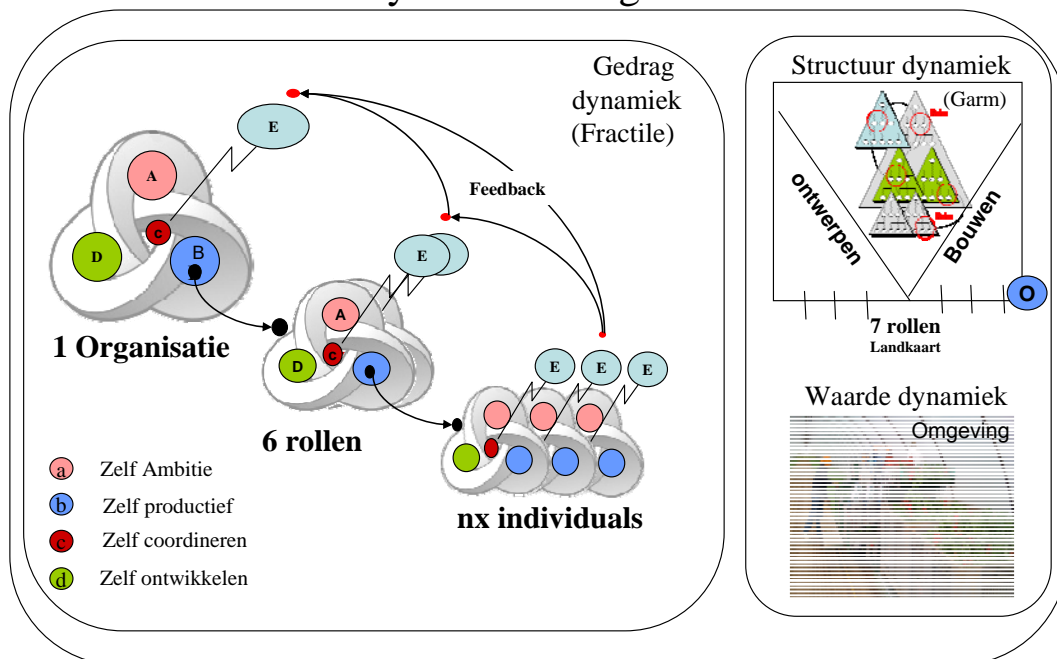 Gedrag
dynamiek
(Fractile)
E
A
c
D
B
1 Organisatie
Feedback
E
A
c
D
6 rollen
E
E
E
nx individuals
a Zelf Ambitie
b Zelf productief
c Zelf coordineren
d Zelf ontwikkelen
Structuur dynamiek
(Garm)
F
F
ontwerpen
Bouwen
O
7 rollen
Landkaart
Waarde dynamiek
Omgeving